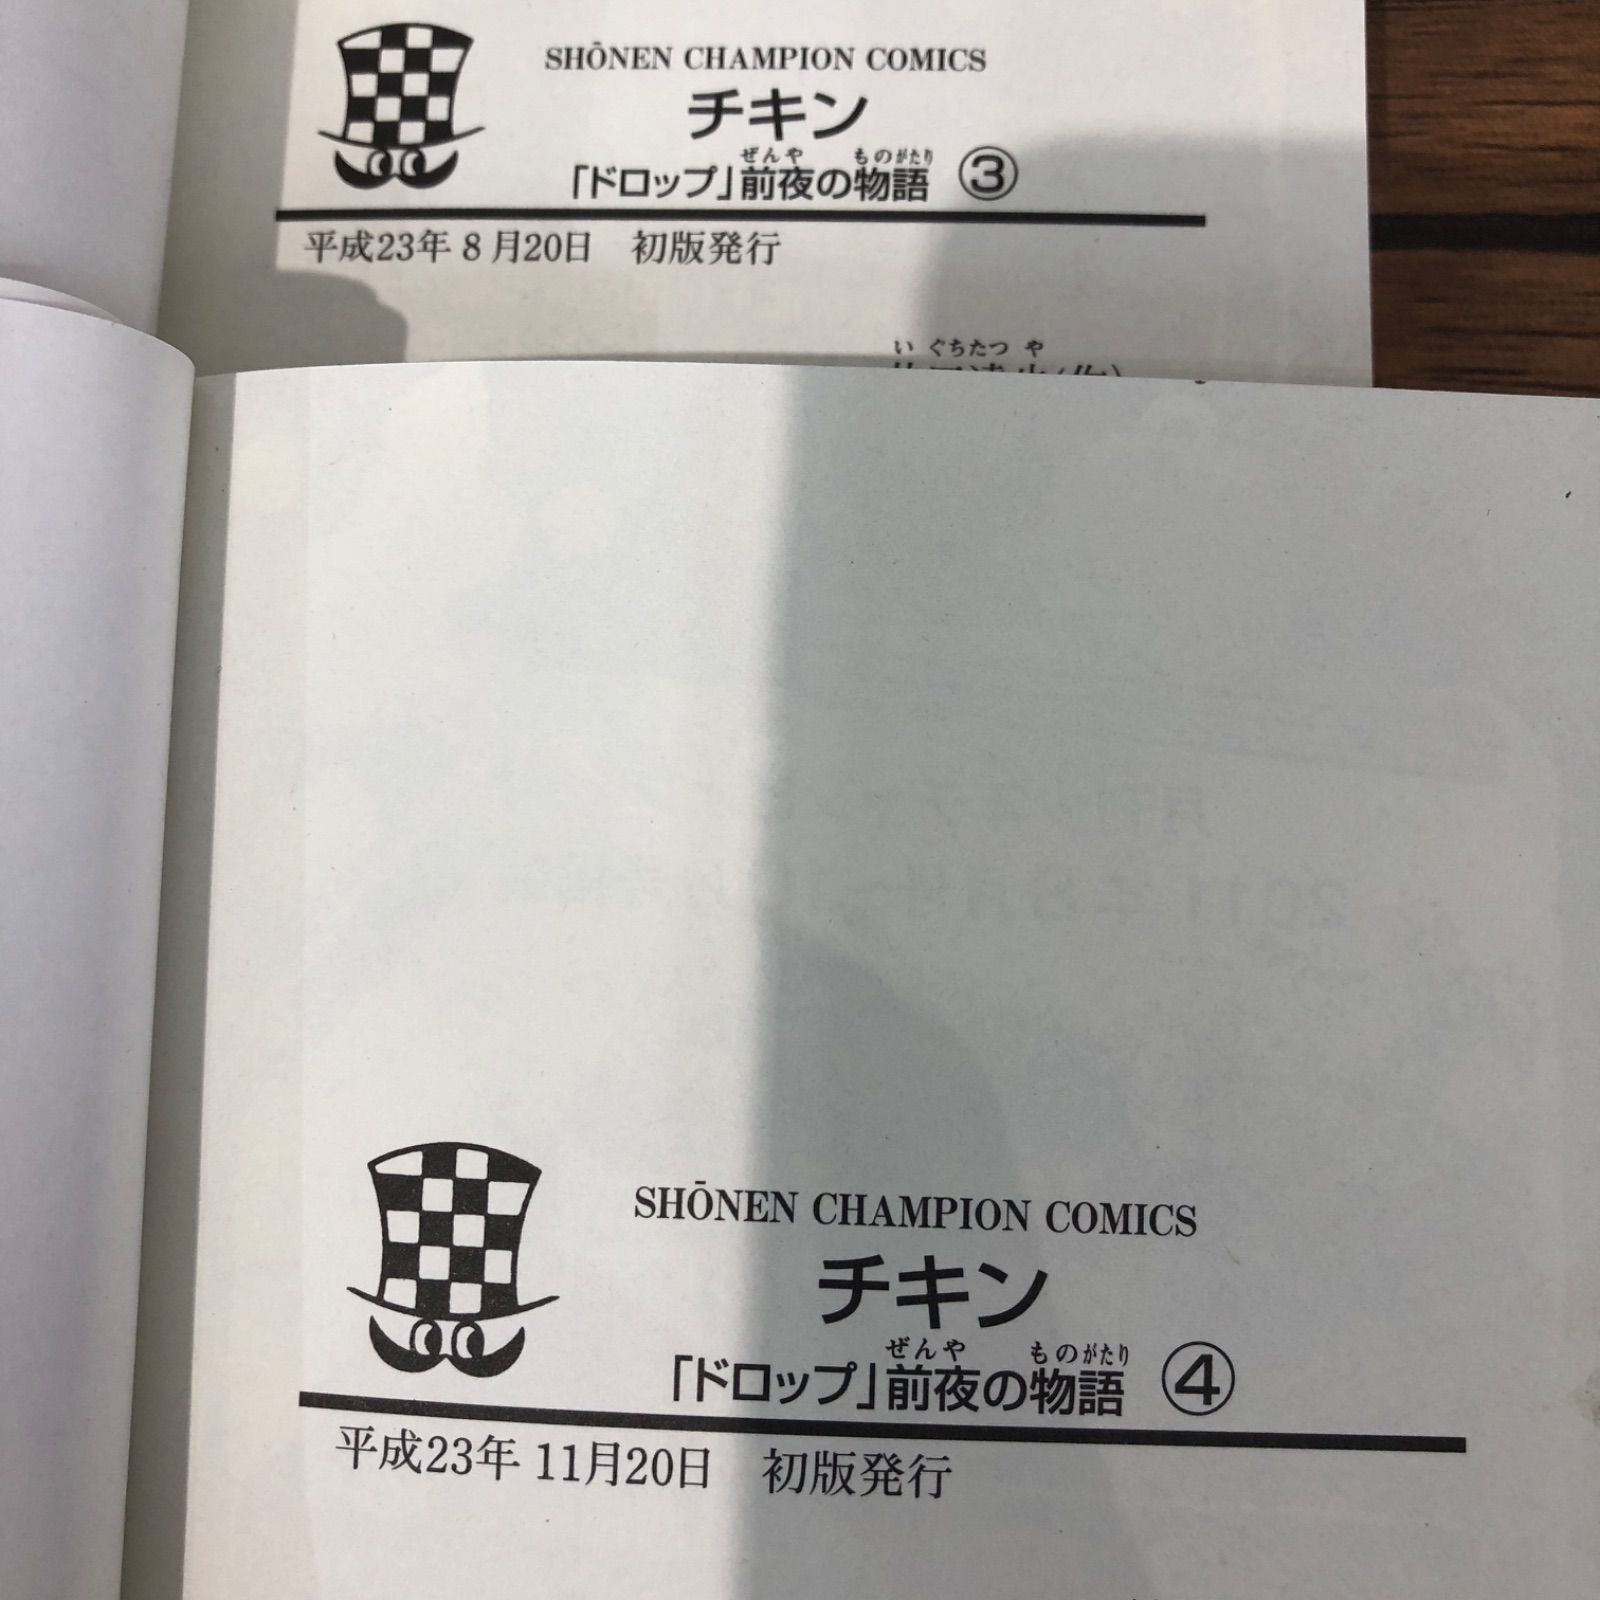 SHŌNEN CHAMPION COMICS
チキン
ぜんや ものがたり
「ドロップ」前夜の物語 ③
平成23年 8月20日 初版発行
い ぐちたつ や
SHŌNEN CHAMPION COMICS
チキン
ぜんや ものがたり
「ドロップ」前夜の物語 ④
平成23年 11月20日 初版発行